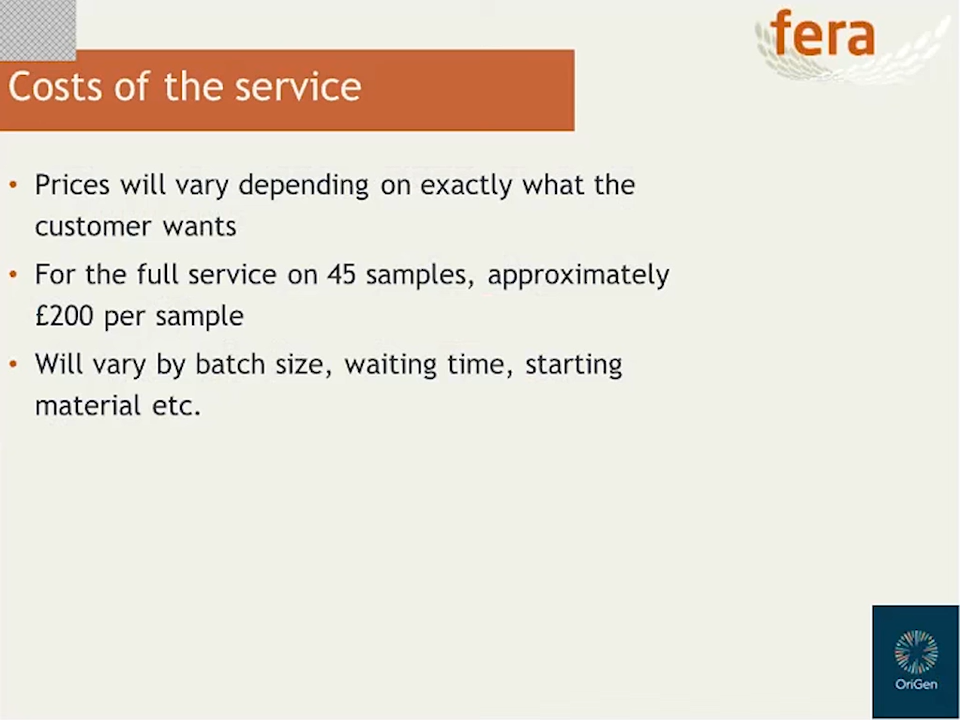 fera
Costs of the service
• Prices will vary depending on exactly what the
customer wants
• For the full service on 45 samples, approximately
£200 per sample
• Will vary by batch size, waiting time, starting
material etc.
OriGen